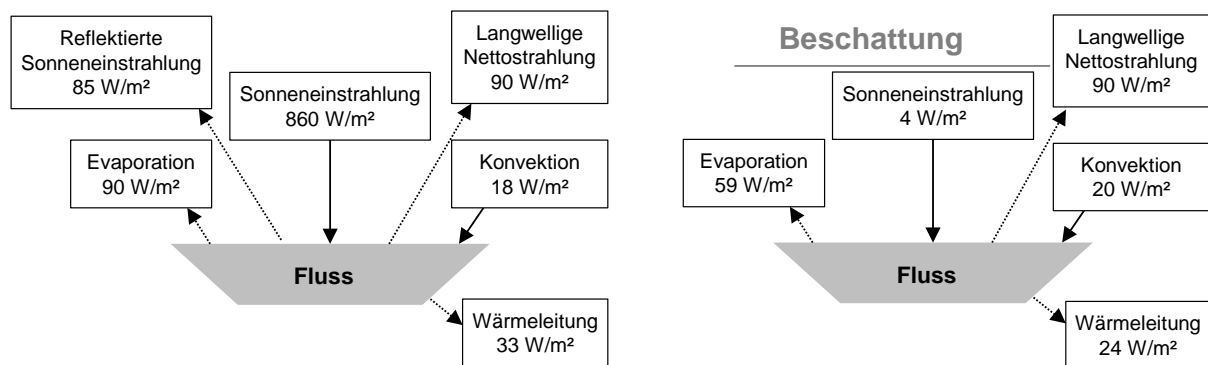 Reflektierte
Sonneneinstrahlung
85 W/m²
Sonneneinstrahlung
860 W/m²
Langwellige
Nettostrahlung
90 W/m²
Evaporation
90 W/m²
Konvektion
18 W/m²
Fluss
Wärmeleitung
33 W/m²
Beschattung
Sonneneinstrahlung
4 W/m²
Langwellige
Nettostrahlung
90 W/m²
Evaporation
59 W/m²
Konvektion
20 W/m²
Fluss
Wärmeleitung
24 W/m²